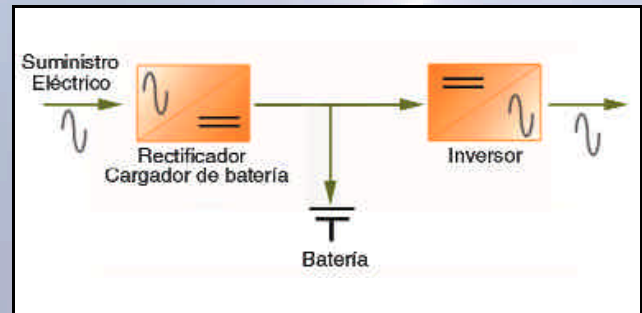 Suministro
Eléctrico
Rectificador
Cargador de batería
Inversor
Batería